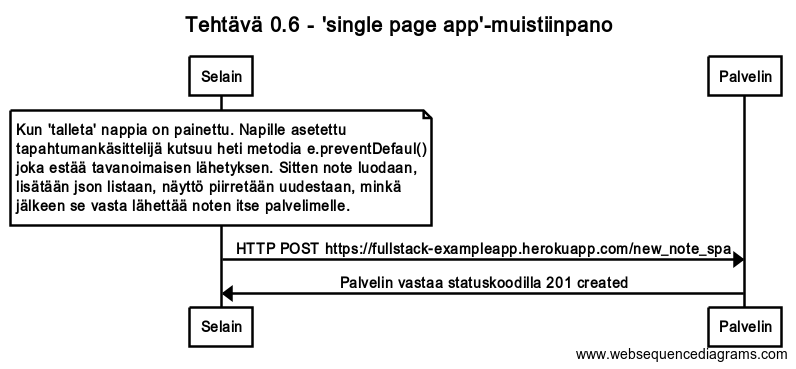 Tehtävä 0.6 - 'single page app'-muistiinpano
Selain
Palvelin
Kun 'talleta' nappia on painettu. Napille asetettu
tapahtumankäsittelijä kutsuu heti metodia e.preventDefaul()
joka estää tavanoimaisen lähetyksen. Sitten note luodaan,
lisätään json listaan, näyttö piirretään uudestaan, minkä
jälkeen se vasta lähettää noten itse palvelimelle.
HTTP POST https://fullstack-exampleapp.herokuapp.com/new_note_spa
Palvelin vastaa statuskoodilla 201 created
Selain
Palvelin
www.websequencediagrams.com